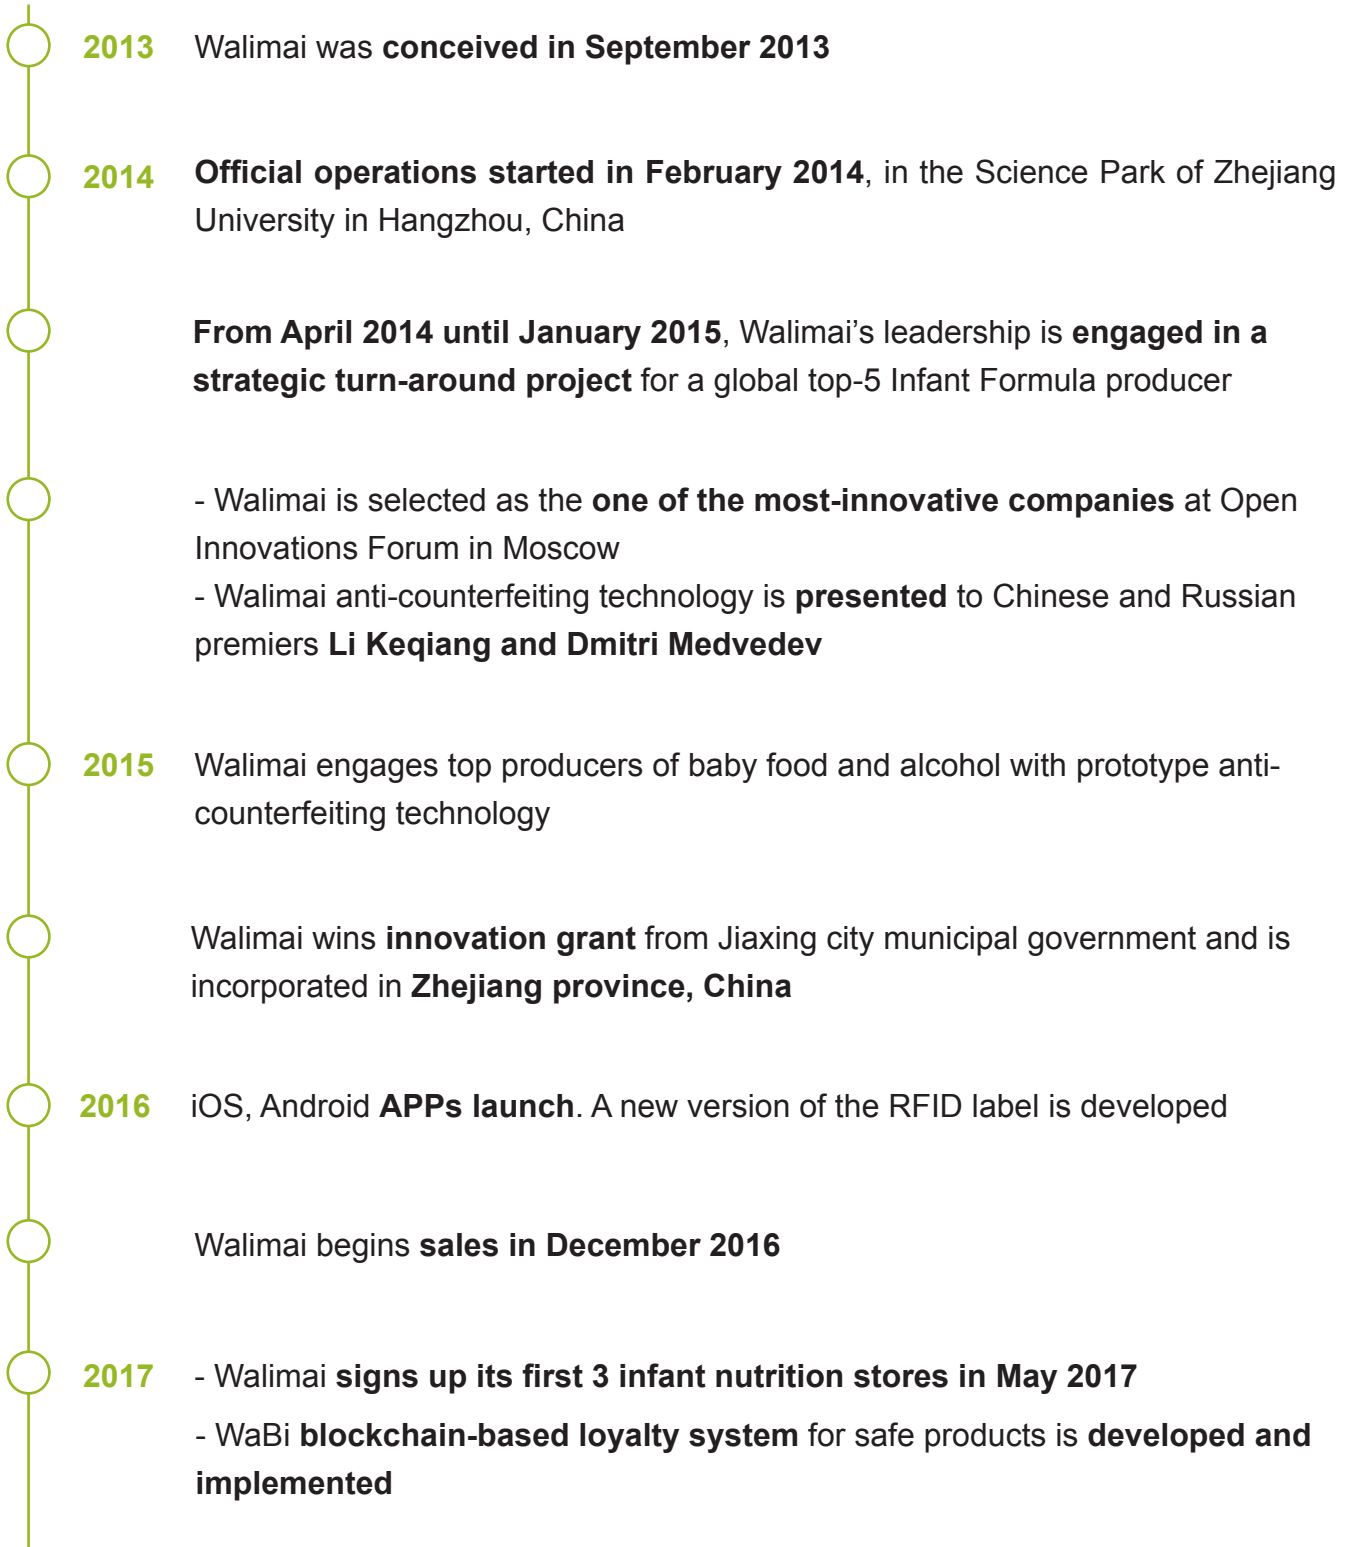 2013 Walimai was conceived in September 2013
2014 Official operations started in February 2014, in the Science Park of Zhejiang
University in Hangzhou, China
From April 2014 until January 2015, Walimai’s leadership is engaged in a
strategic turn-around project for a global top-5 Infant Formula producer
- Walimai is selected as the one of the most-innovative companies at Open
Innovations Forum in Moscow
- Walimai anti-counterfeiting technology is presented to Chinese and Russian
premiers Li Keqiang and Dmitri Medvedev
2015 Walimai engages top producers of baby food and alcohol with prototype anti-
counterfeiting technology
Walimai wins innovation grant from Jiaxing city municipal government and is
incorporated in Zhejiang province, China
2016 iOS, Android APPs launch. A new version of the RFID label is developed
Walimai begins sales in December 2016
2017 - Walimai signs up its first 3 infant nutrition stores in May 2017
- WaBi blockchain-based loyalty system for safe products is developed and
implemented